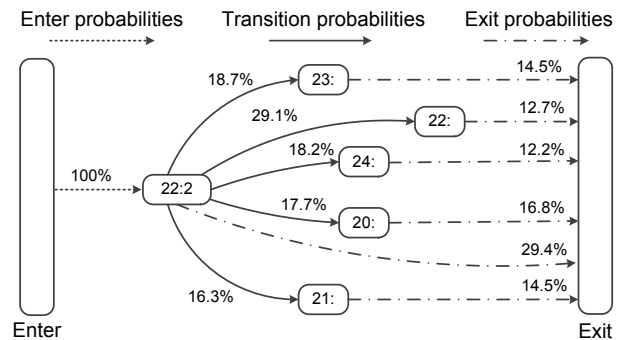 Enter probabilities Transition probabilities Exit probabilities
18.7% 23: 14.5%
29.1% 22: 12.7%
18.2% 24: 12.2%
100% 22:2
17.7% 20: 16.8%
29.4%
16.3% 21: 14.5%
Enter Exit